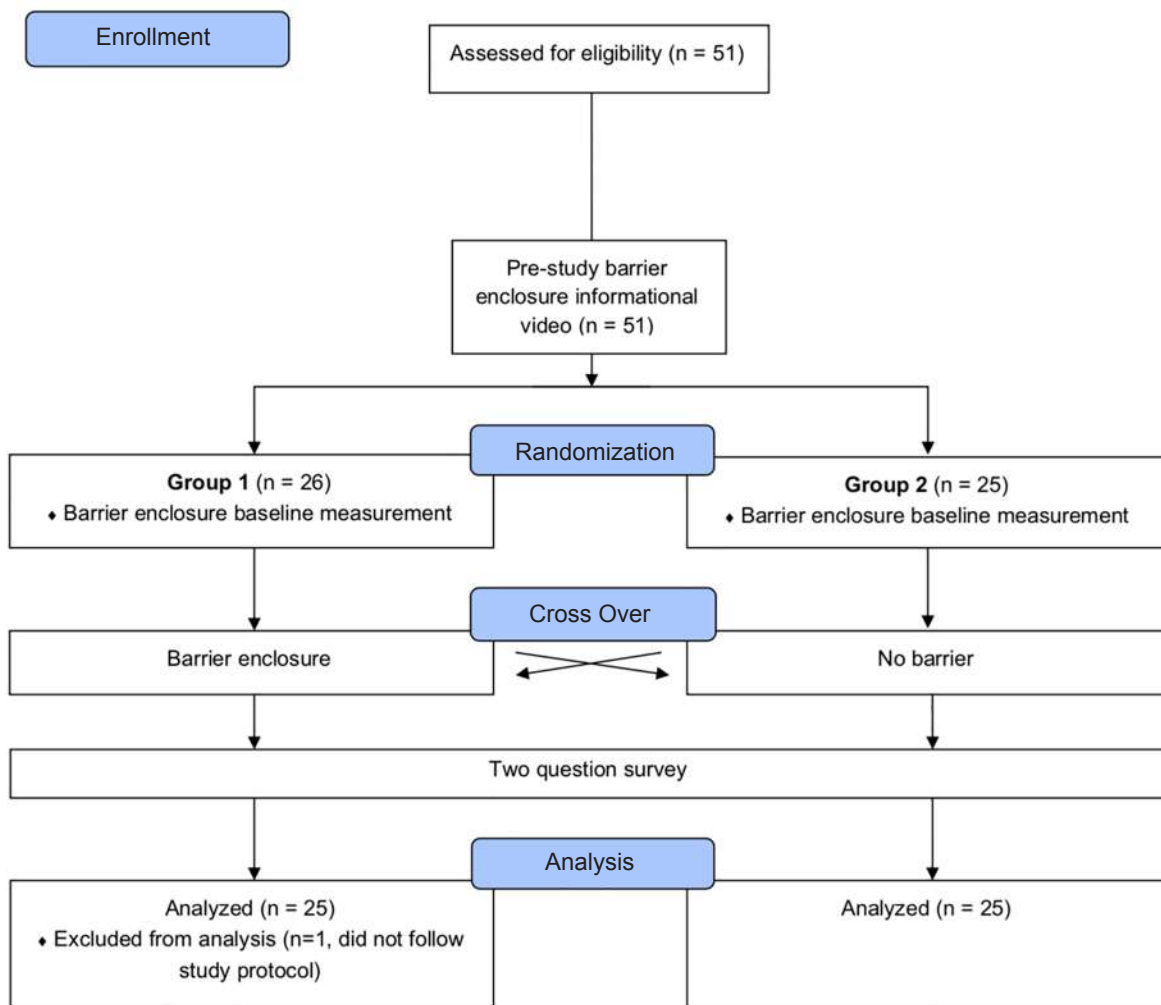 Enrollment
Assessed for eligibility (n = 51)
Pre-study barrier
enclosure informational
video (n = 51)
Randomization
Group 1 (n = 26)
♦ Barrier enclosure baseline measurement
Group 2 (n = 25)
♦ Barrier enclosure baseline measurement
Cross Over
Barrier enclosure
No barrier
Two question survey
Analysis
Analyzed (n = 25)
♦ Excluded from analysis (n=1, did not follow
study protocol)
Analyzed (n = 25)